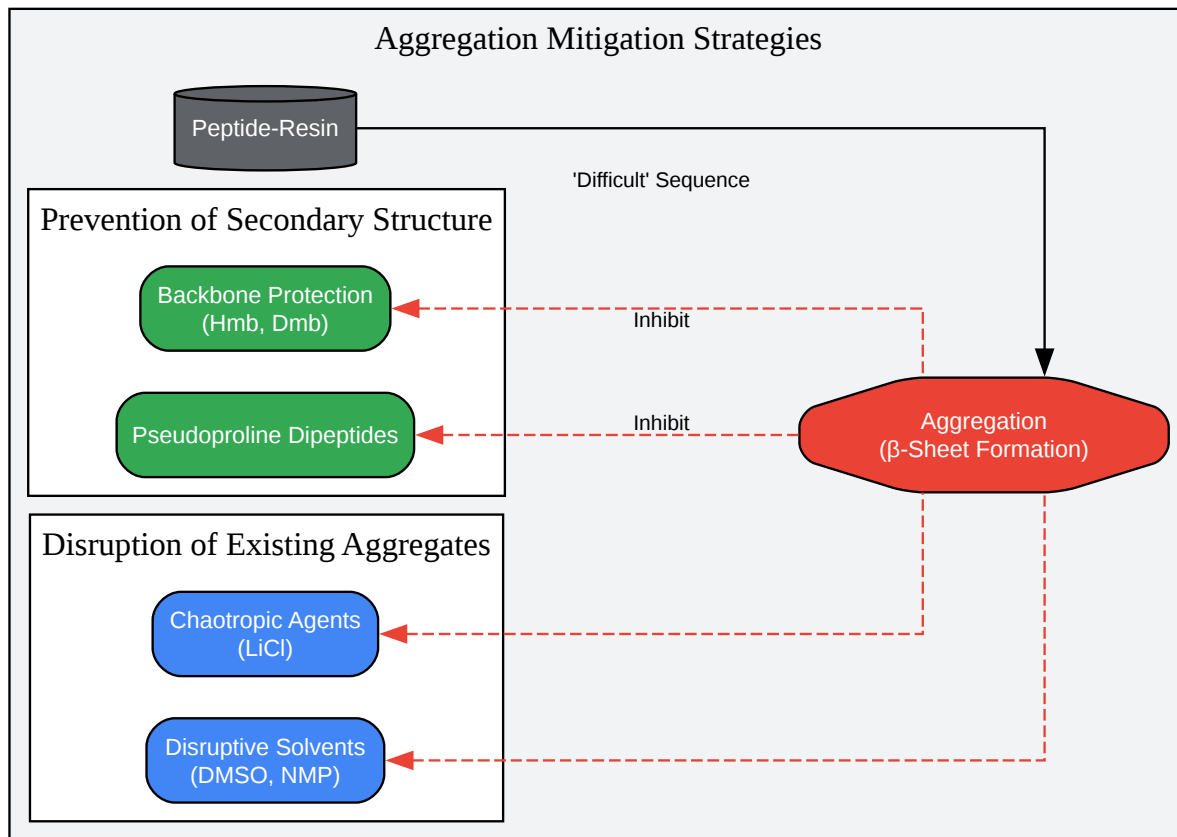 Aggregation Mitigation Strategies
Peptide-Resin
'Difficult' Sequence
Prevention of Secondary Structure
Backbone Protection
(Hmb, Dmb)
Inhibit
Pseudoproline Dipeptides
Inhibit
Aggregation
(β-Sheet Formation)
Disruption of Existing Aggregates
Chaotropic Agents
(LiCl)
Disruptive Solvents
(DMSO, NMP)